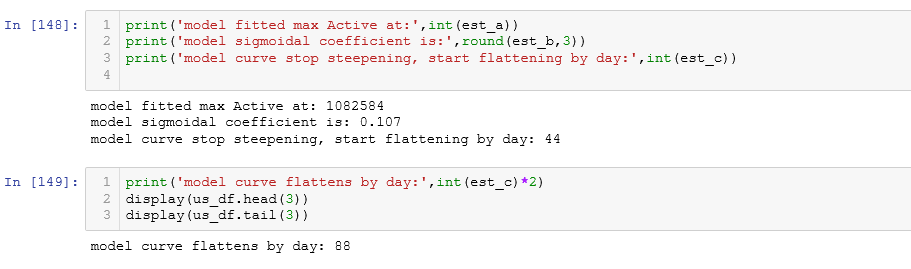 In [148]:
1 print('model fitted max Active at:',int(est_a))
2 print('model sigmoidal coefficient is:',round(est_b,3))
3 print('model curve stop steepening, start flattening by day:',int(est_c))
4
model fitted max Active at: 1082584
model sigmoidal coefficient is: 0.107
model curve stop steepening, start flattening by day: 44
In [149]:
1 print('model curve flattens by day:',int(est_c)*2)
2 display(us_df.head(3))
3 display(us_df.tail(3))
model curve flattens by day: 88